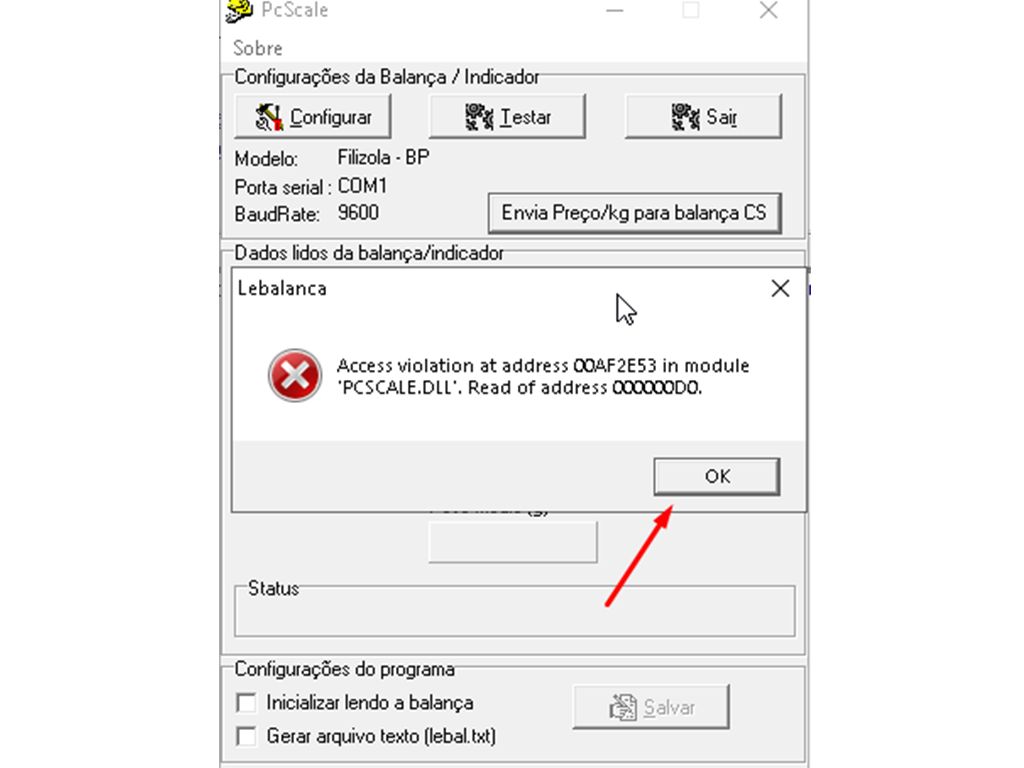 PcScale
Sobre
Configurações da Balança / Indicador
Configurar
Testar
Sair
Modelo: Filizola - BP
Porta serial : COM1
BaudRate: 9600
Envia Preço/kg para balança CS
Dados lidos da balança/indicador
Lebalanca
Access violation at address 00AF2E53 in module
'PCSCALE.DLL'. Read of address 000000D0.
OK
Status
Configurações do programa
Inicializar lendo a balança
Salvar
Gerar arquivo texto (lebal.txt)